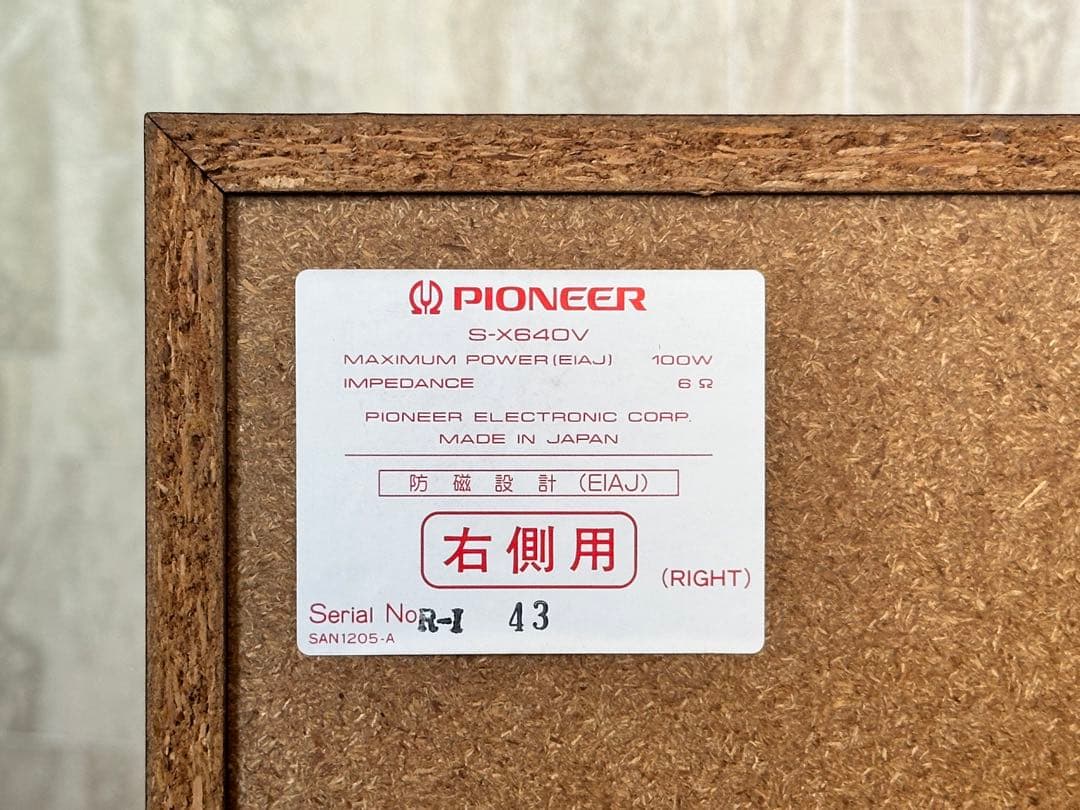 PIONEER
S-X640V
MAXIMUM POWER (EIAJ) 100W
IMPEDANCE 6 Ω
PIONEER ELECTRONIC CORP.
MADE IN JAPAN
防磁設計 (EIAJ)
右側用
(RIGHT)
Serial No. R-I 43
SAN1205-A